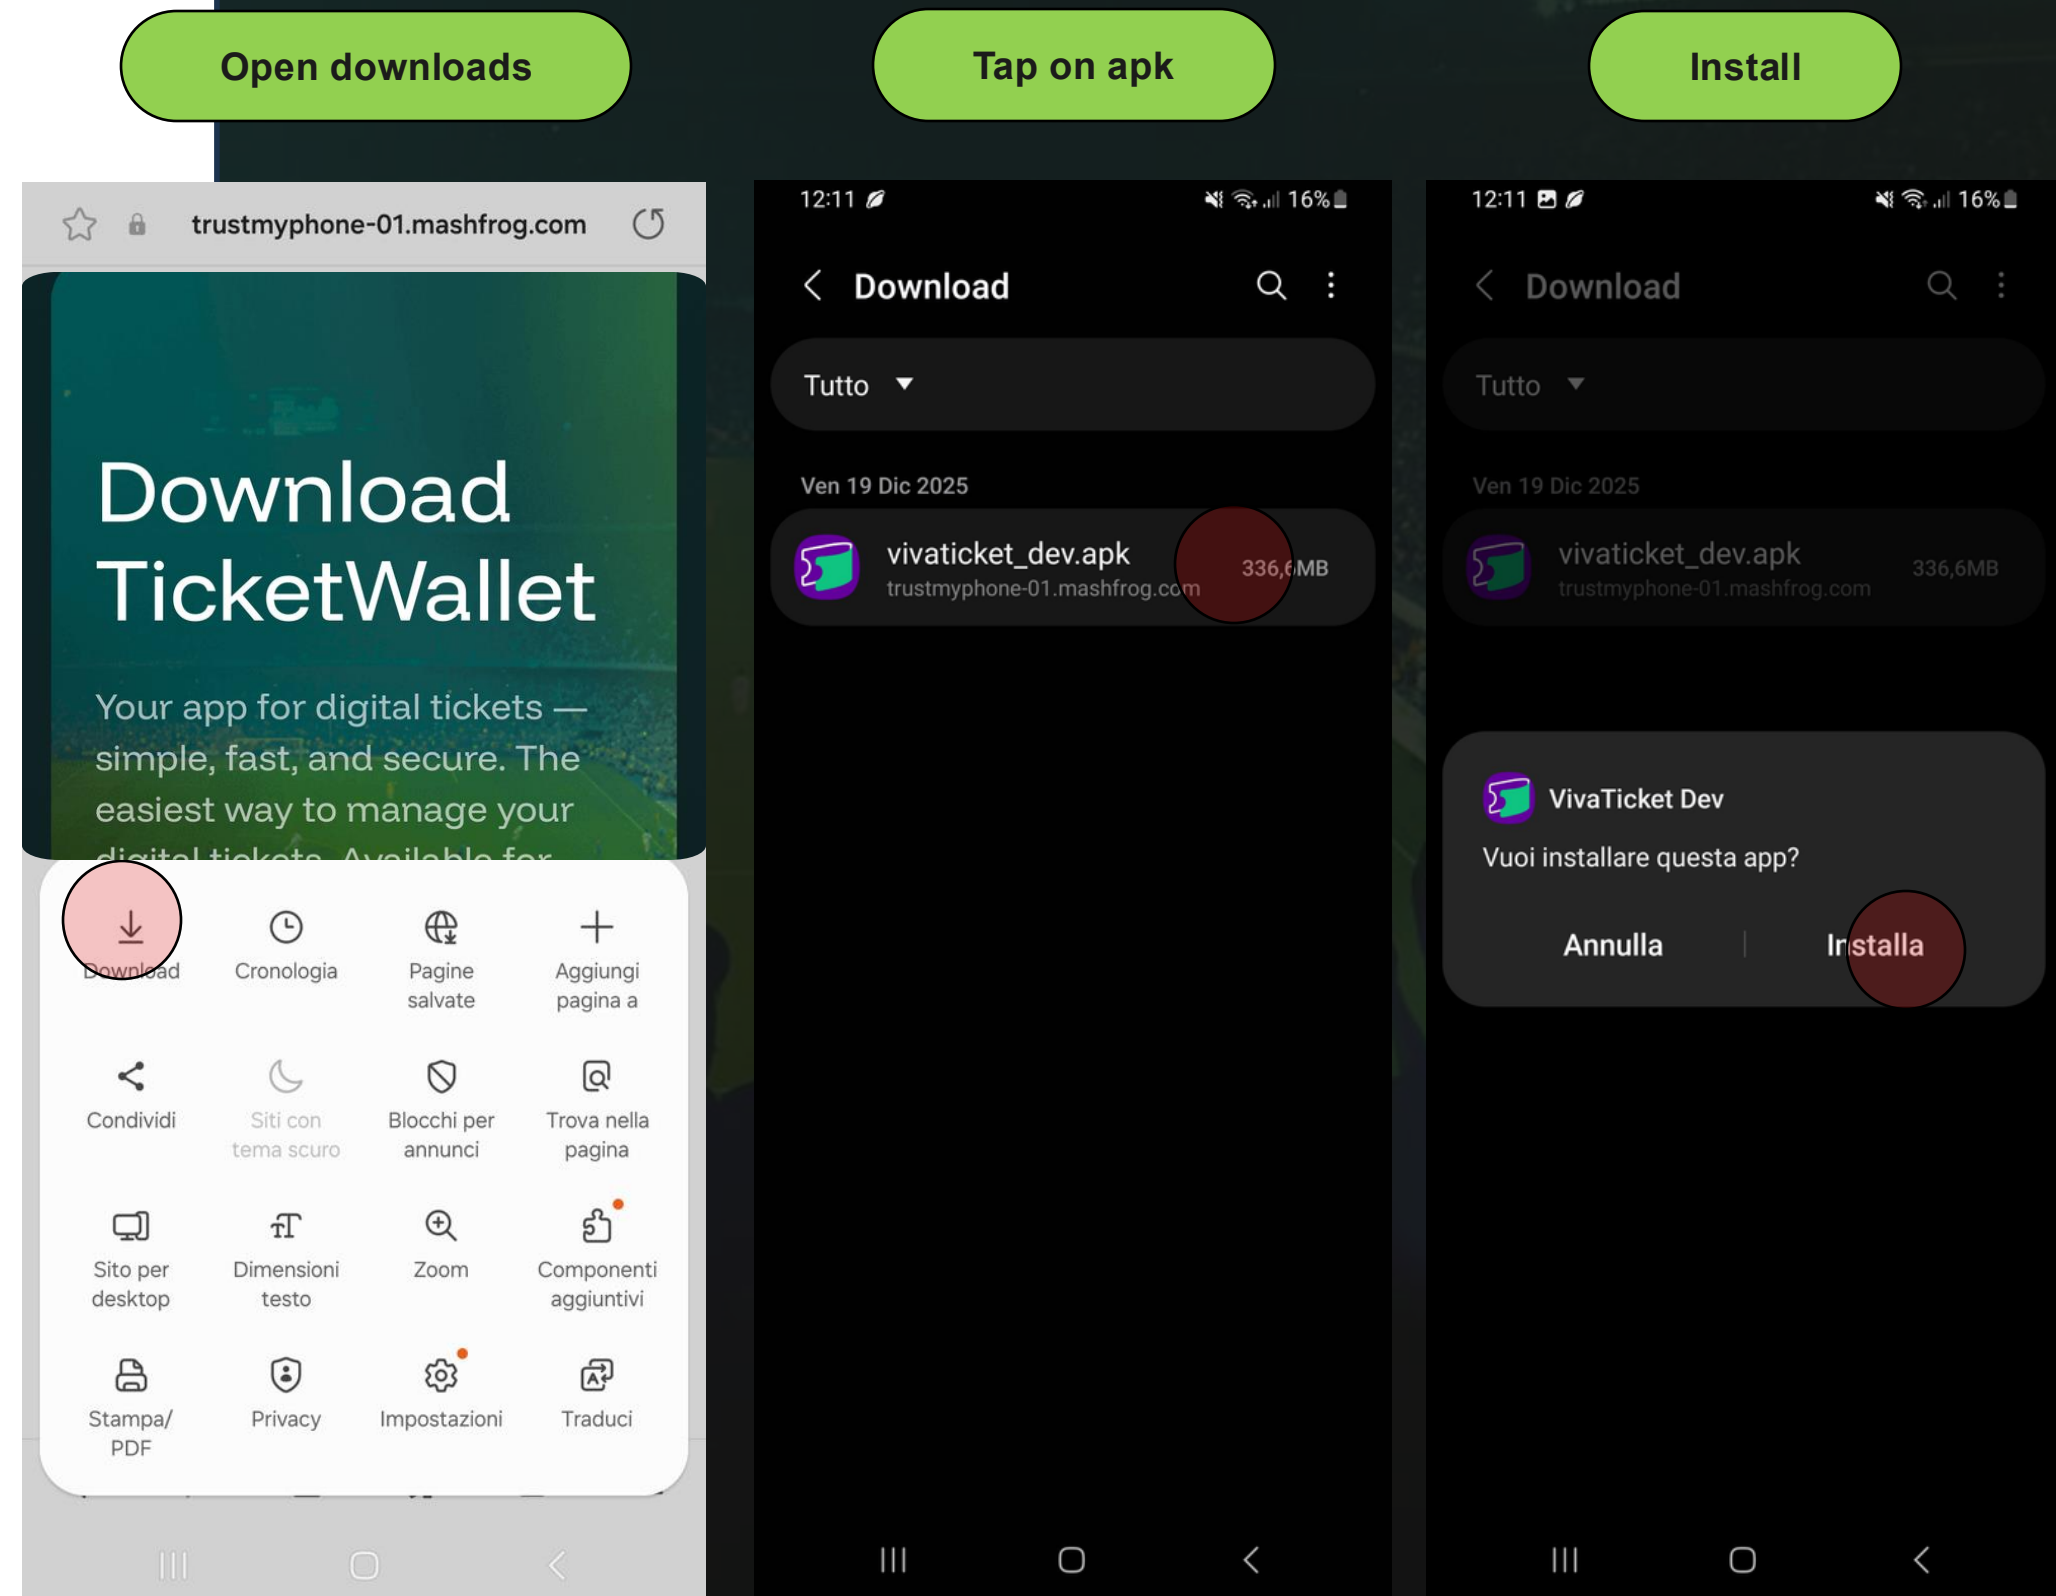 Open downloads
Tap on apk
Install
trustmyphone-01.mashfrog.com
Download
TicketWallet
Your app for digital tickets —
simple, fast, and secure. The
easiest way to manage your
digital tickets. Available for
Download
Cronologia
Pagine
salvate
Aggiungi
pagina a
Condividi
Siti con
tema scuro
Blocchi per
annunci
Trova nella
pagina
Sito per
desktop
Dimensioni
testo
Zoom
Componenti
aggiuntivi
Stampa/
PDF
Privacy
Impostazioni
Traduci
12:11
16%
Download
Tutto
Ven 19 Dic 2025
vivaticket_dev.apk
trustmyphone-01.mashfrog.com
336,6MB
12:11
16%
Download
Tutto
Ven 19 Dic 2025
vivaticket_dev.apk
trustmyphone-01.mashfrog.com
336,6MB
VivaTicket Dev
Vuoi installare questa app?
Annulla
Installa